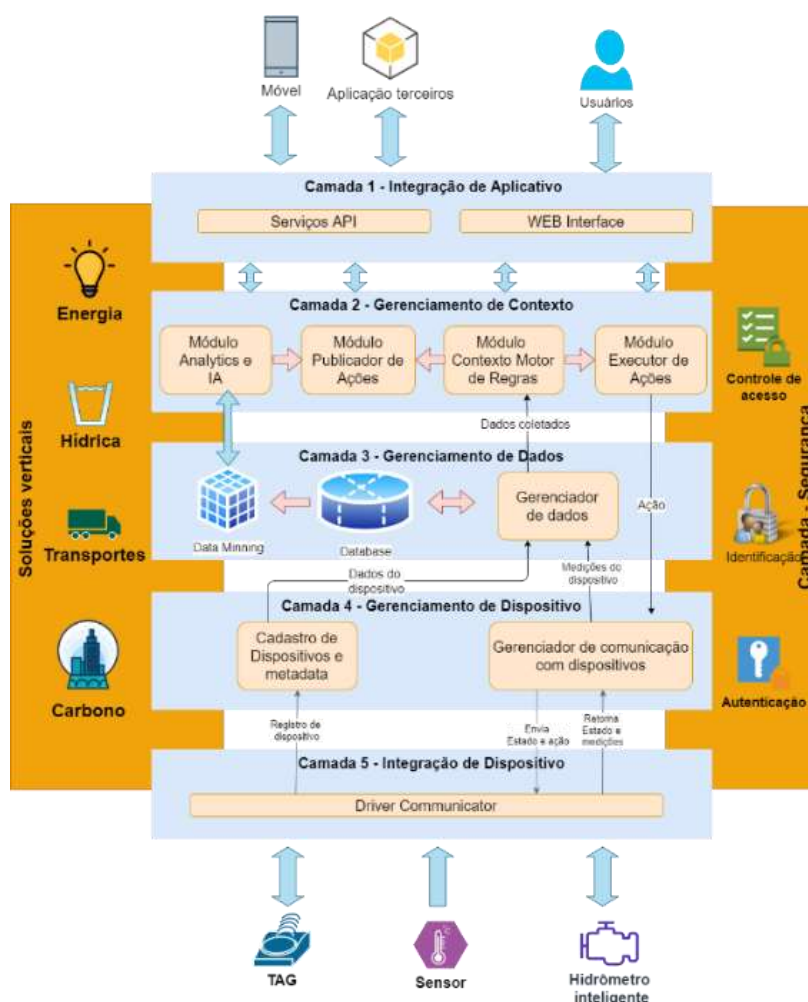 Móvel
Aplicação terceiros
Usuários
Camada 1 - Integração de Aplicativo
Serviços API
WEB Interface
Soluções verticais
Energia
Hídrica
Transportes
Carbono
Camada 2 - Gerenciamento de Contexto
Módulo
Analytics e
IA
Módulo
Publicador de
Ações
Módulo
Contexto Motor
de Regras
Módulo
Executor de
Ações
Dados coletados
Ação
Camada 3 - Gerenciamento de Dados
Data Minning
Database
Gerenciador
de dados
Dados do
dispositivo
Medições do
dispositivo
Camada 4 - Gerenciamento de Dispositivo
Cadastro de
Dispositivos e
metadata
Gerenciador de comunicação
com dispositivos
Registro de
dispositivo
Envia
Estado e ação
Retorna
Estado e
medições
Camada 5 - Integração de Dispositivo
Driver Communicator
Camada - Segurança
Controle de
acesso
Identificação
Autenticação
TAG
Sensor
°C
Hidrômetro
inteligente